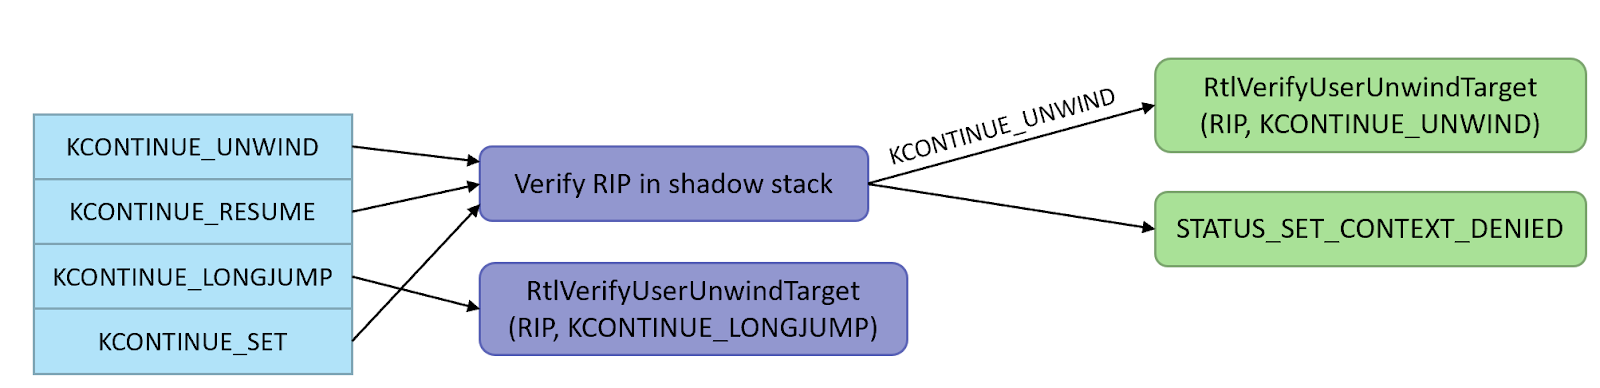 KCONTINUE_UNWIND
KCONTINUE_RESUME
KCONTINUE_LONGJUMP
KCONTINUE_SET
Verify RIP in shadow stack
RtlVerifyUserUnwindTarget
(RIP, KCONTINUE_LONGJUMP)
KCONTINUE_UNWIND
RtlVerifyUserUnwindTarget
(RIP, KCONTINUE_UNWIND)
STATUS_SET_CONTEXT_DENIED